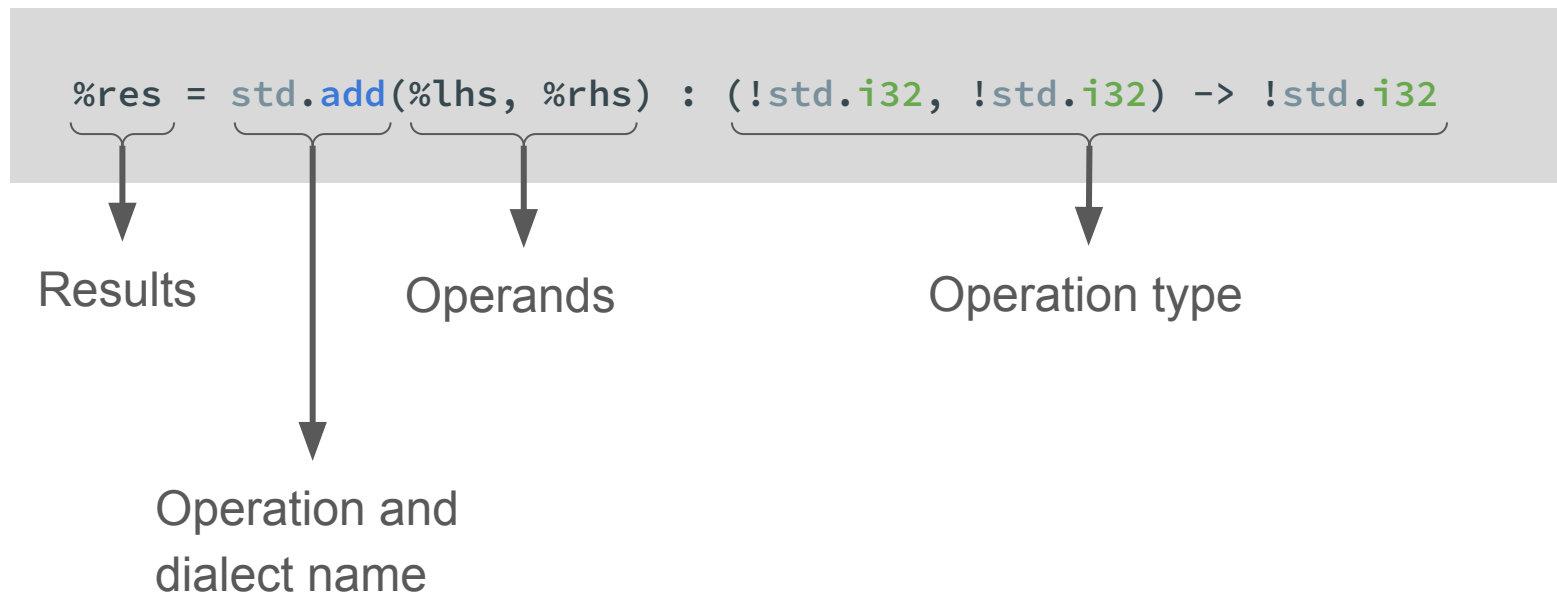 %res = std.add(%lhs, %rhs) : (!std.i32, !std.i32) -> !std.i32
Results
Operands
Operation type
Operation and
dialect name